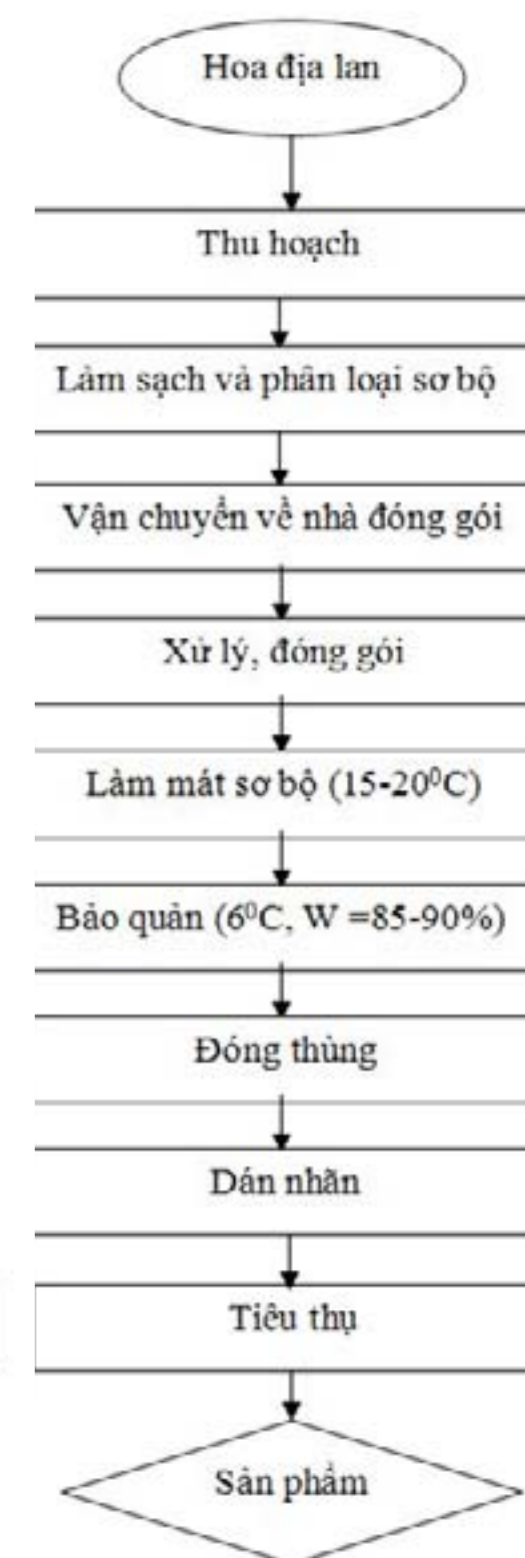 Hoa địa lan
Thu hoạch
Làm sạch và phân loại sơ bộ
Vận chuyển về nhà đóng gói
Xử lý, đóng gói
Làm mát sơ bộ (15-20⁰C)
Bảo quản (6⁰C, W =85-90%)
Đóng thùng
Dán nhãn
Tiêu thụ
Sản phẩm